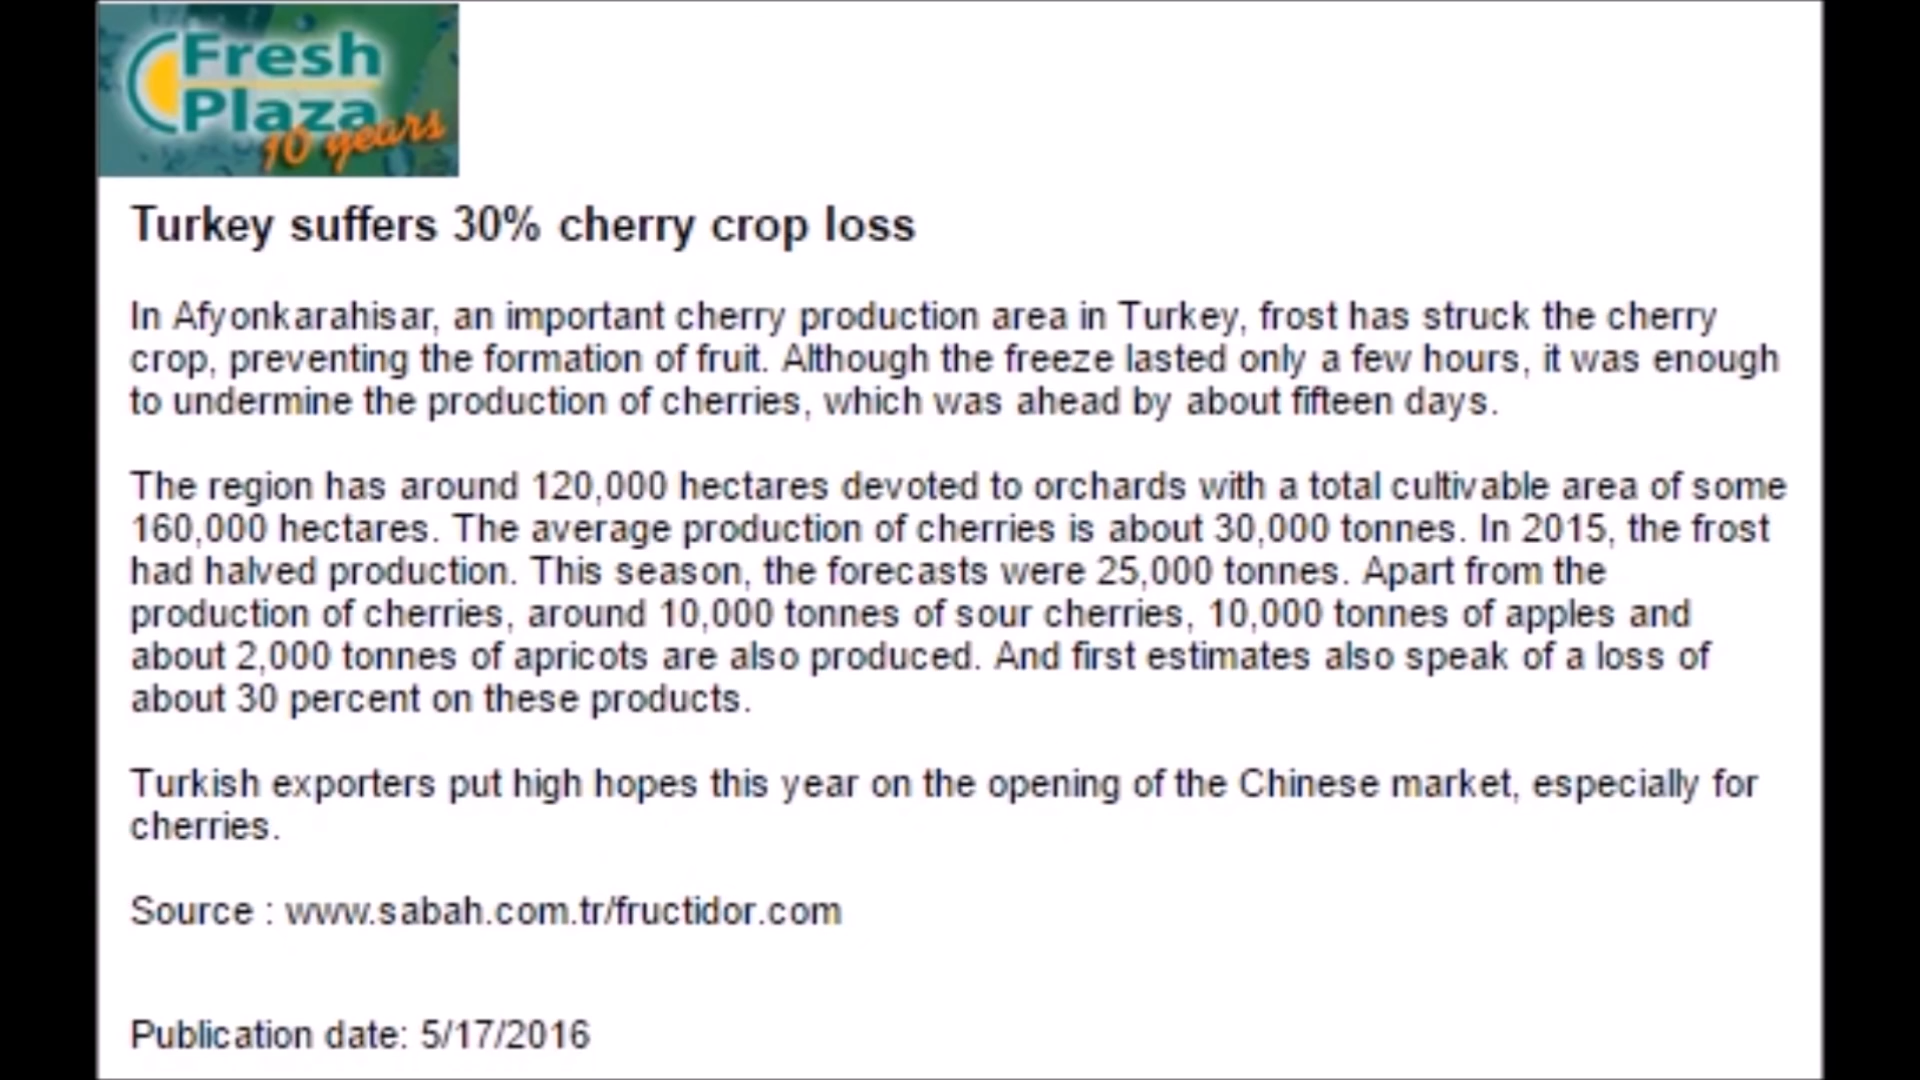 Fresh
Plaza
10 years
Turkey suffers 30% cherry crop loss
In Afyonkarahisar, an important cherry production area in Turkey, frost has struck the cherry
crop, preventing the formation of fruit. Although the freeze lasted only a few hours, it was enough
to undermine the production of cherries, which was ahead by about fifteen days.
The region has around 120,000 hectares devoted to orchards with a total cultivable area of some
160,000 hectares. The average production of cherries is about 30,000 tonnes. In 2015, the frost
had halved production. This season, the forecasts were 25,000 tonnes. Apart from the
production of cherries, around 10,000 tonnes of sour cherries, 10,000 tonnes of apples and
about 2,000 tonnes of apricots are also produced. And first estimates also speak of a loss of
about 30 percent on these products.
Turkish exporters put high hopes this year on the opening of the Chinese market, especially for
cherries.
Source : www.sabah.com.tr/fructidor.com
Publication date: 5/17/2016